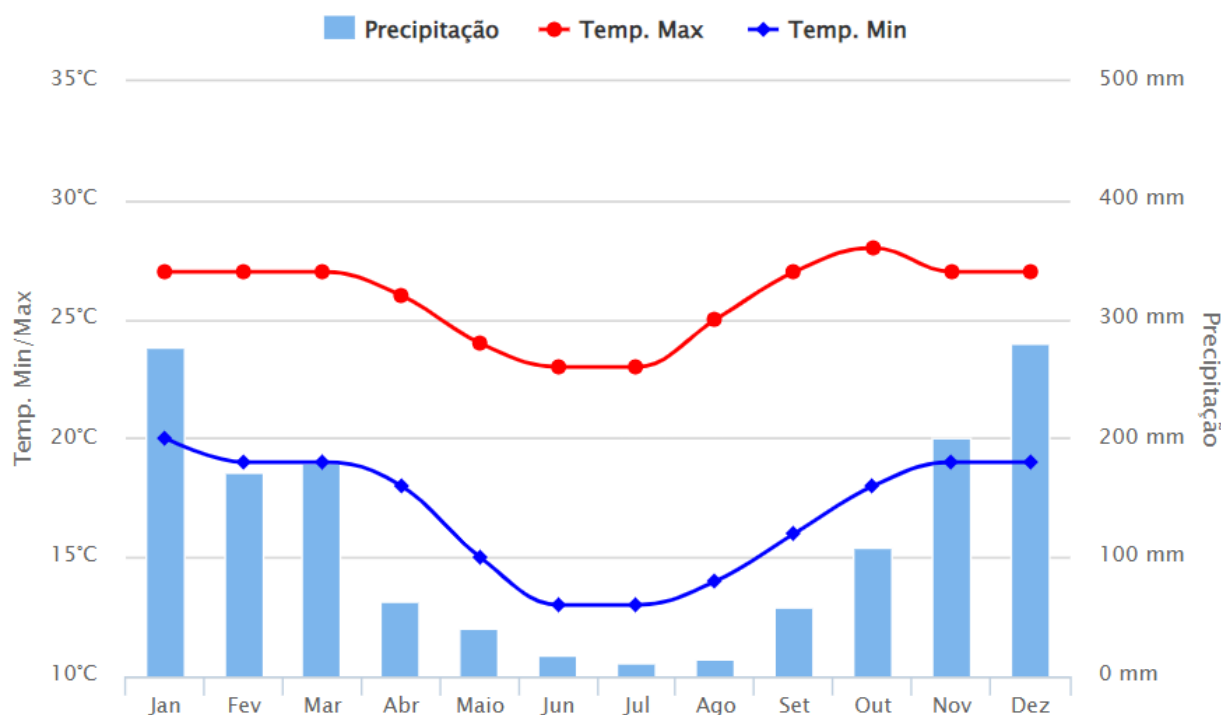 Precipitação Temp. Max Temp. Min
35°C 500 mm
30°C 400 mm
25°C 300 mm
20°C 200 mm
15°C 100 mm
10°C 0 mm
Temp. Min/Max
Precipitação
Jan Fev Mar Abr Maio Jun Jul Ago Set Out Nov Dez